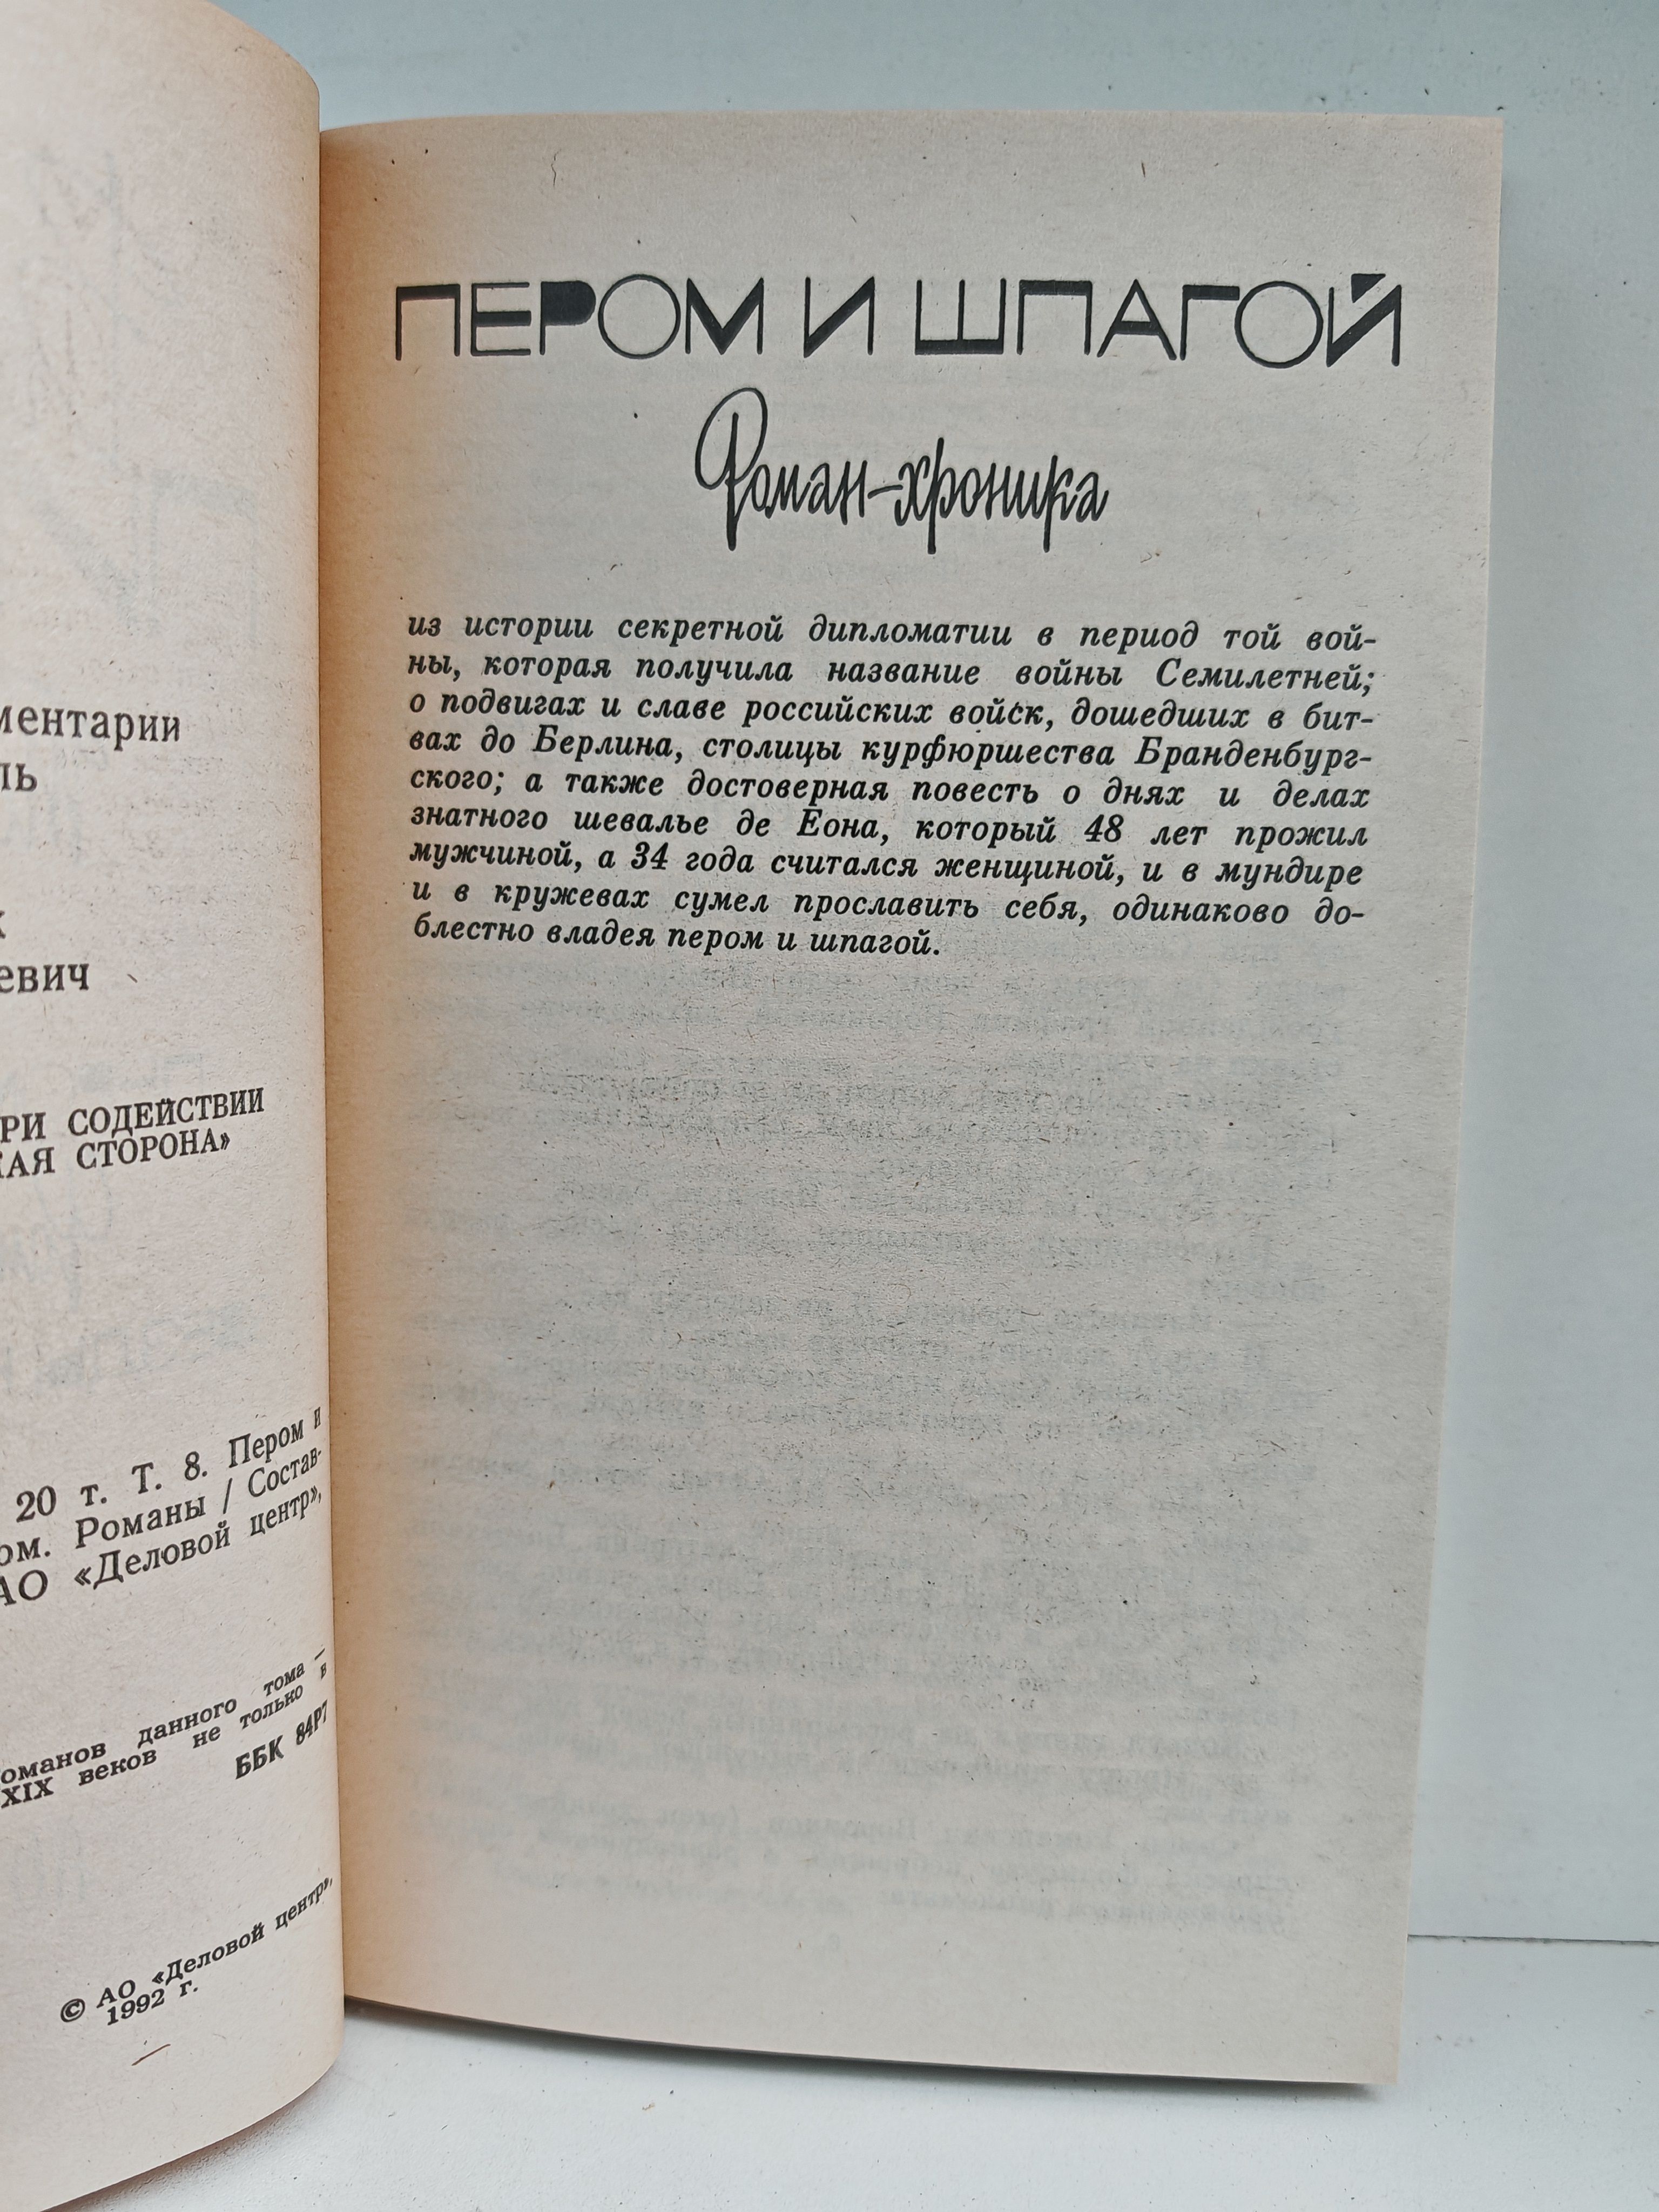 ментарии
ль
евич
РИ СОДЕЙСТВИИ
КАЯ СТОРОНА»
20 т. Т. 8. Пером и
ом. Романы / Состав-
АО «Деловой центр»,
оманов данного тома —
XIX веков не только в
ББК 84Р7
© АО «Деловой центр»,
1992 г.
ПЕРОМ И ШПАГОЙ
Роман-хроника
из истории секретной дипломатии в период той вой-
ны, которая получила название войны Семилетней;
о подвигах и славе российских войск, дошедших в бит-
вах до Берлина, столицы курфюршества Бранденбург-
ского; а также достоверная повесть о днях и делах
знатного шевалье де Еона, который 48 лет прожил
мужчиной, а 34 года считался женщиной, и в мундире
и в кружевах сумел прославить себя, одинаково до-
блестно владея пером и шпагой.